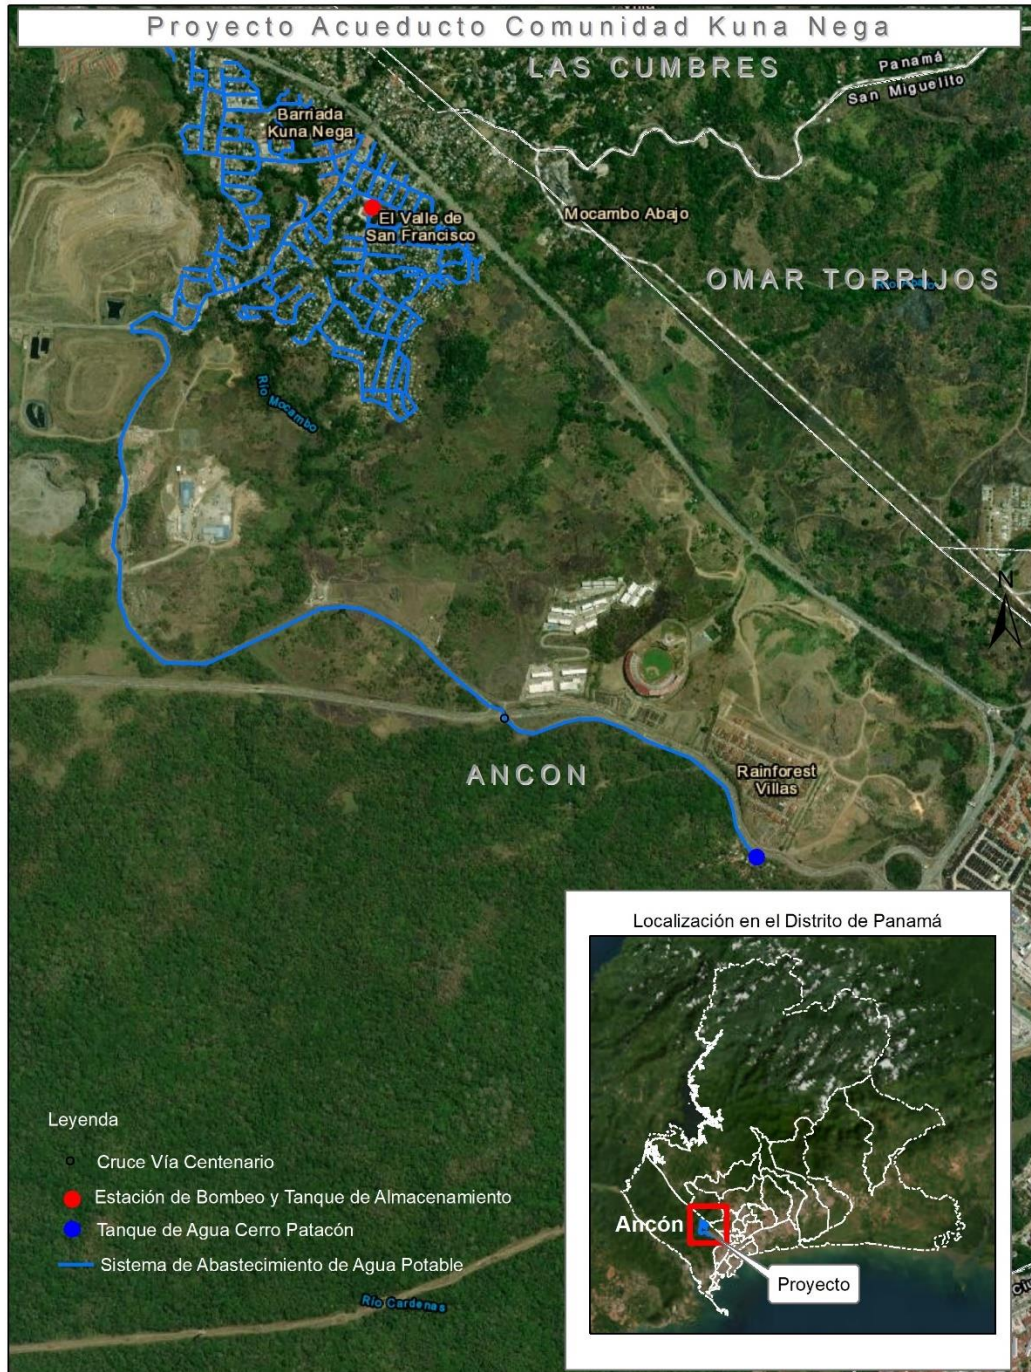 Proyecto Acueducto Comunidad Kuna Nega
LAS CUMBRES
Panamá
San Miguelito
Barriada
Kuna Nega
El Valle de
San Francisco
Mocambo Abajo
OMAR TORRIJOS
Río Mocambo
N
ANCON
Rainforest
Villas
Localización en el Distrito de Panamá
Ancón
Proyecto
Leyenda
Cruce Vía Centenario
Estación de Bombeo y Tanque de Almacenamiento
Tanque de Agua Cerro Patacón
Sistema de Abastecimiento de Agua Potable
Río Cardenas